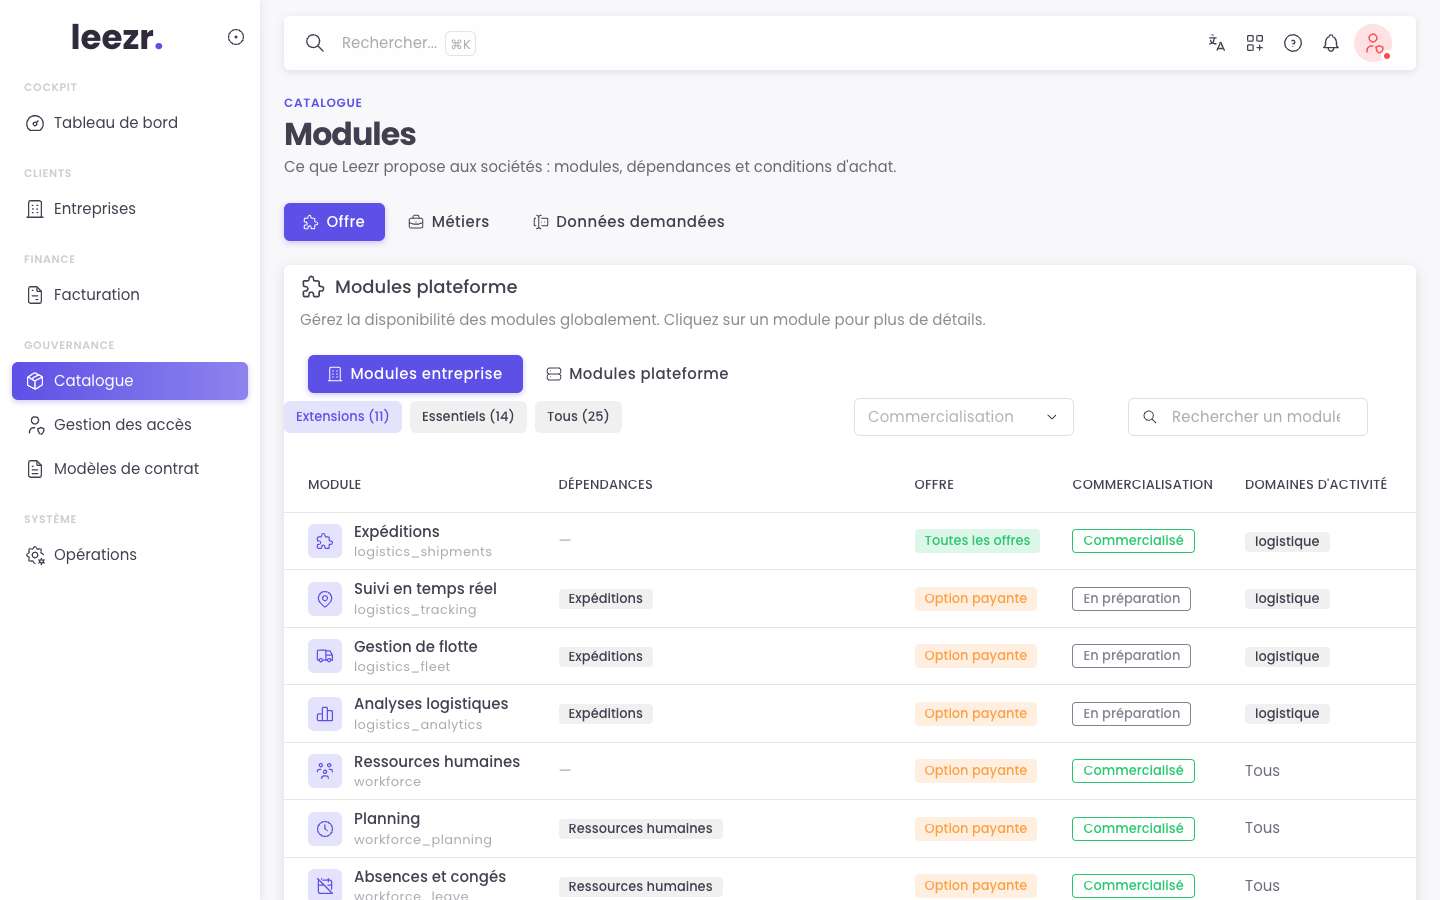 leezr.
COCKPIT
Tableau de bord
CLIENTS
Entreprises
FINANCE
Facturation
GOUVERNANCE
Catalogue
Gestion des accès
Modèles de contrat
SYSTÈME
Opérations
Rechercher... ⌘K
CATALOGUE
Modules
Ce que Leezr propose aux sociétés : modules, dépendances et conditions d'achat.
Offre Métiers Données demandées
Modules plateforme
Gérez la disponibilité des modules globalement. Cliquez sur un module pour plus de détails.
Modules entreprise Modules plateforme
Extensions (11) Essentiels (14) Tous (25) Commercialisation Rechercher un module
MODULE DÉPENDANCES OFFRE COMMERCIALISATION DOMAINES D'ACTIVITÉ
Expéditions
logistics_shipments
— Toutes les offres Commercialisé logistique
Suivi en temps réel
logistics_tracking
Expéditions Option payante En préparation logistique
Gestion de flotte
logistics_fleet
Expéditions Option payante En préparation logistique
Analyses logistiques
logistics_analytics
Expéditions Option payante En préparation logistique
Ressources humaines
workforce
— Option payante Commercialisé Tous
Planning
workforce_planning
Ressources humaines Option payante Commercialisé Tous
Absences et congés
workforce_leave
Ressources humaines Option payante Commercialisé Tous